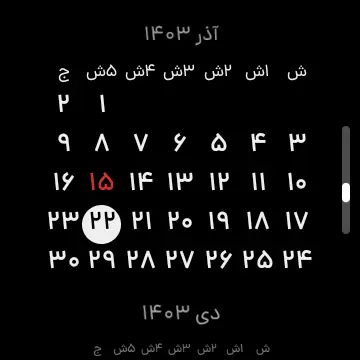 آذر ۱۴۰۳
ش ۱ش ۲ش ۳ش ۴ش ۵ش ج
۱ ۲
۳ ۴ ۵ ۶ ۷ ۸ ۹
۱۰ ۱۱ ۱۲ ۱۳ ۱۴ ۱۵ ۱۶
۱۷ ۱۸ ۱۹ ۲۰ ۲۱ ۲۲ ۲۳
۲۴ ۲۵ ۲۶ ۲۷ ۲۸ ۲۹ ۳۰
دی ۱۴۰۳
ش ۱ش ۲ش ۳ش ۴ش ۵ش ج